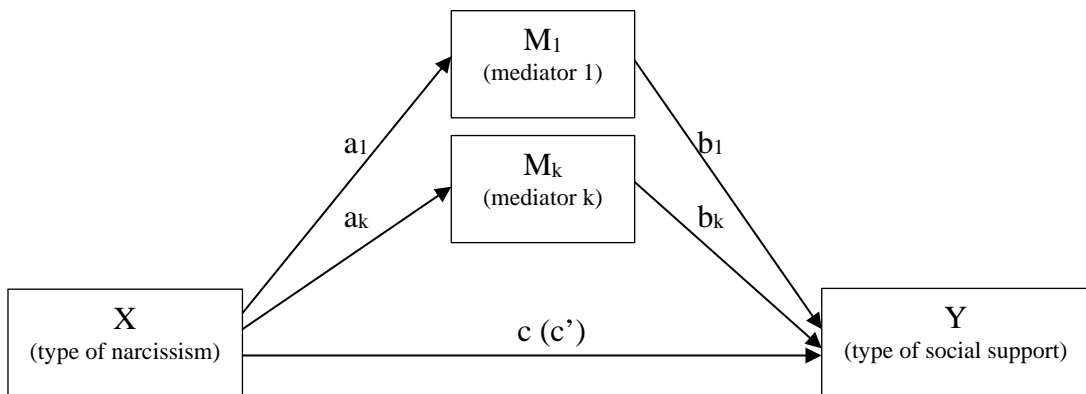 M₁
(mediator 1)
a₁
b₁
Mₖ
(mediator k)
aₖ
bₖ
X
(type of narcissism)
c (c’)
Y
(type of social support)